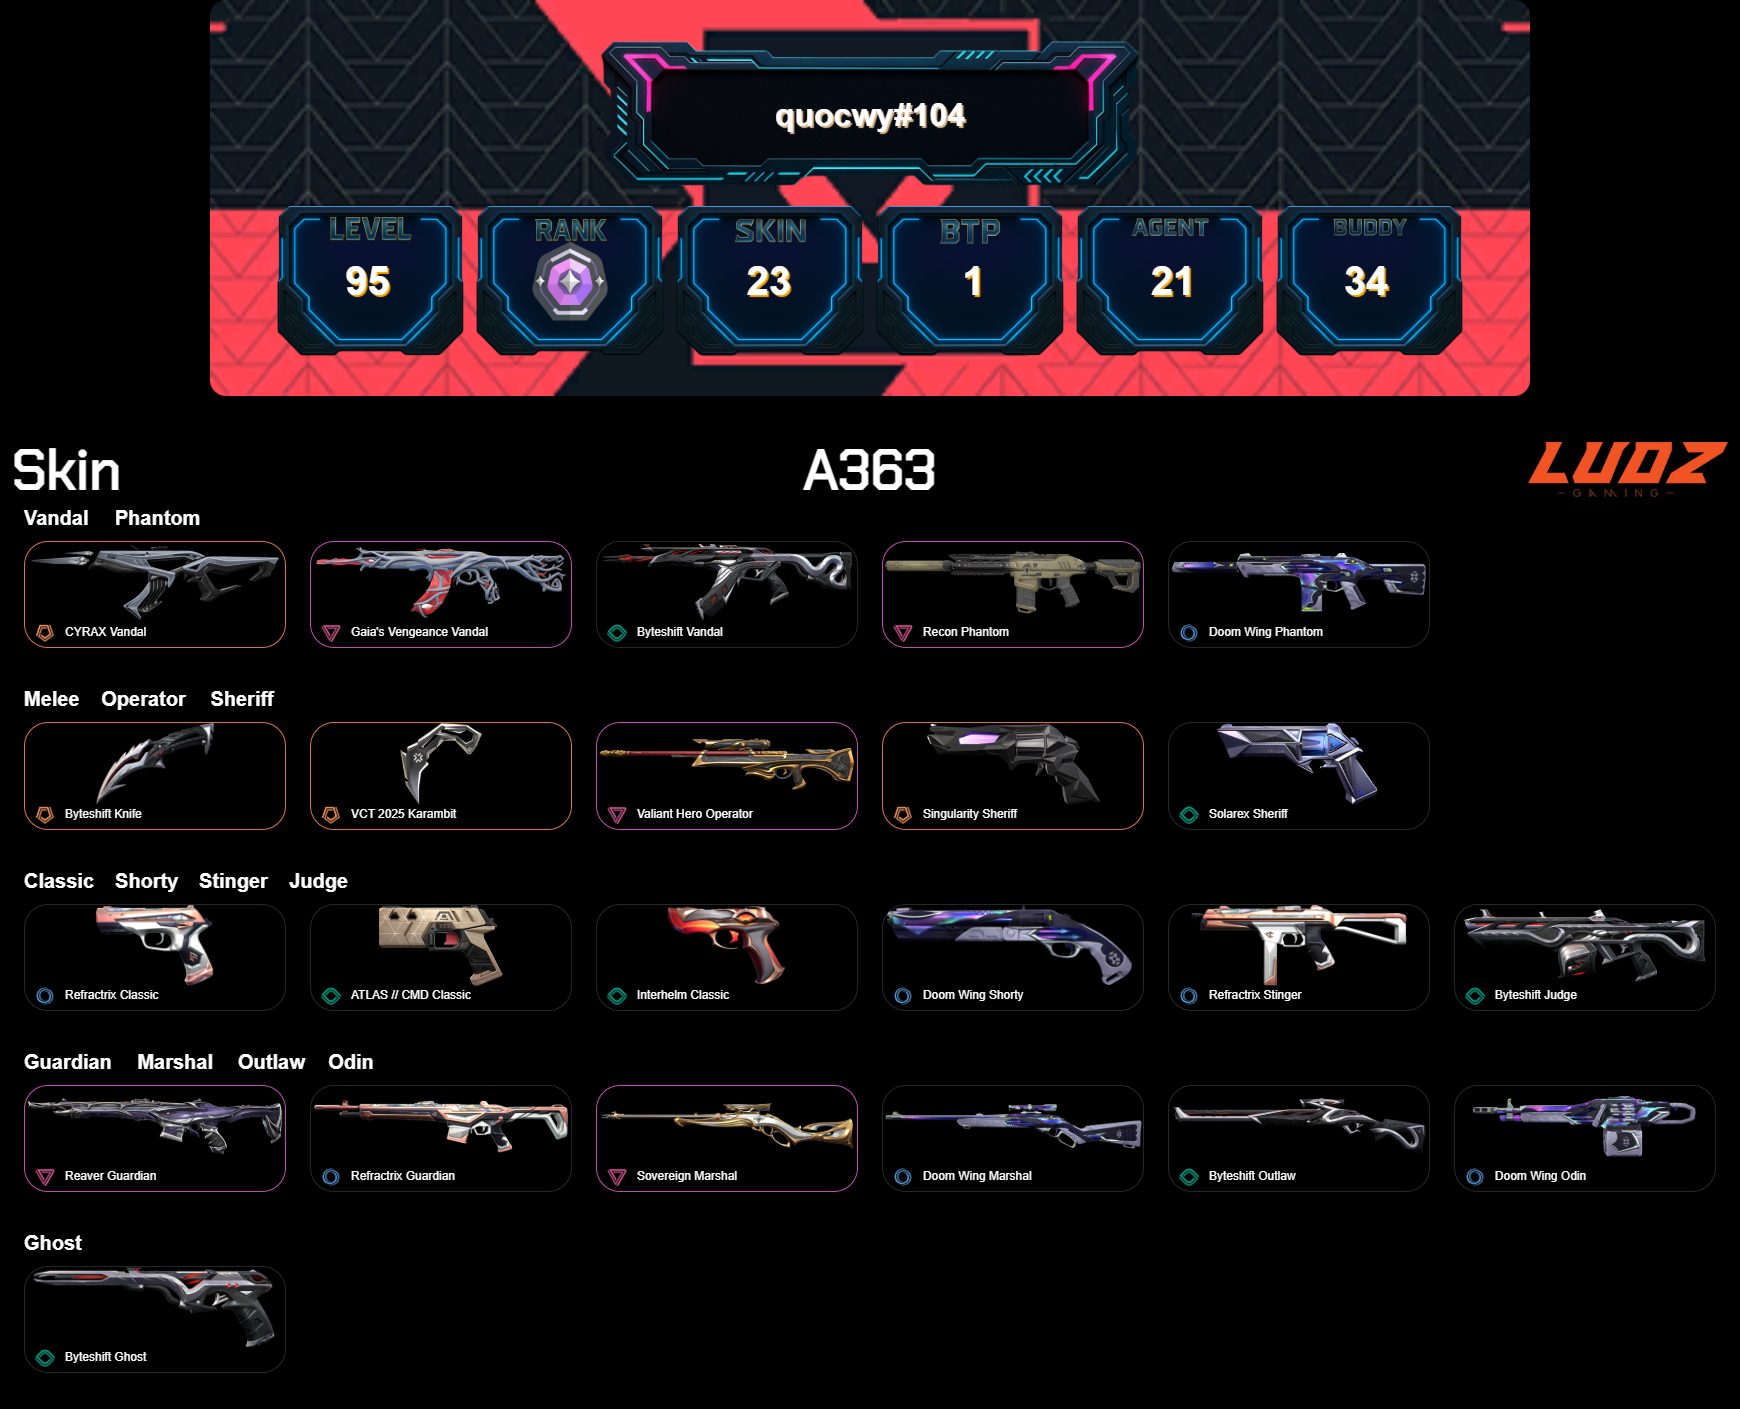 quocwy#104
LEVEL RANK SKIN BTP AGENT BUDDY
95 23 1 21 34
Skin A363 LUDZ
GAMING
Vandal Phantom
CYRAX Vandal Gaia's Vengeance Vandal Byteshift Vandal Recon Phantom Doom Wing Phantom
Melee Operator Sheriff
Byteshift Knife VCT 2025 Karambit Valiant Hero Operator Singularity Sheriff Solarex Sheriff
Classic Shorty Stinger Judge
Refractrix Classic ATLAS // CMD Classic Interhelm Classic Doom Wing Shorty Refractrix Stinger Byteshift Judge
Guardian Marshal Outlaw Odin
Reaver Guardian Refractrix Guardian Sovereign Marshal Doom Wing Marshal Byteshift Outlaw Doom Wing Odin
Ghost
Byteshift Ghost